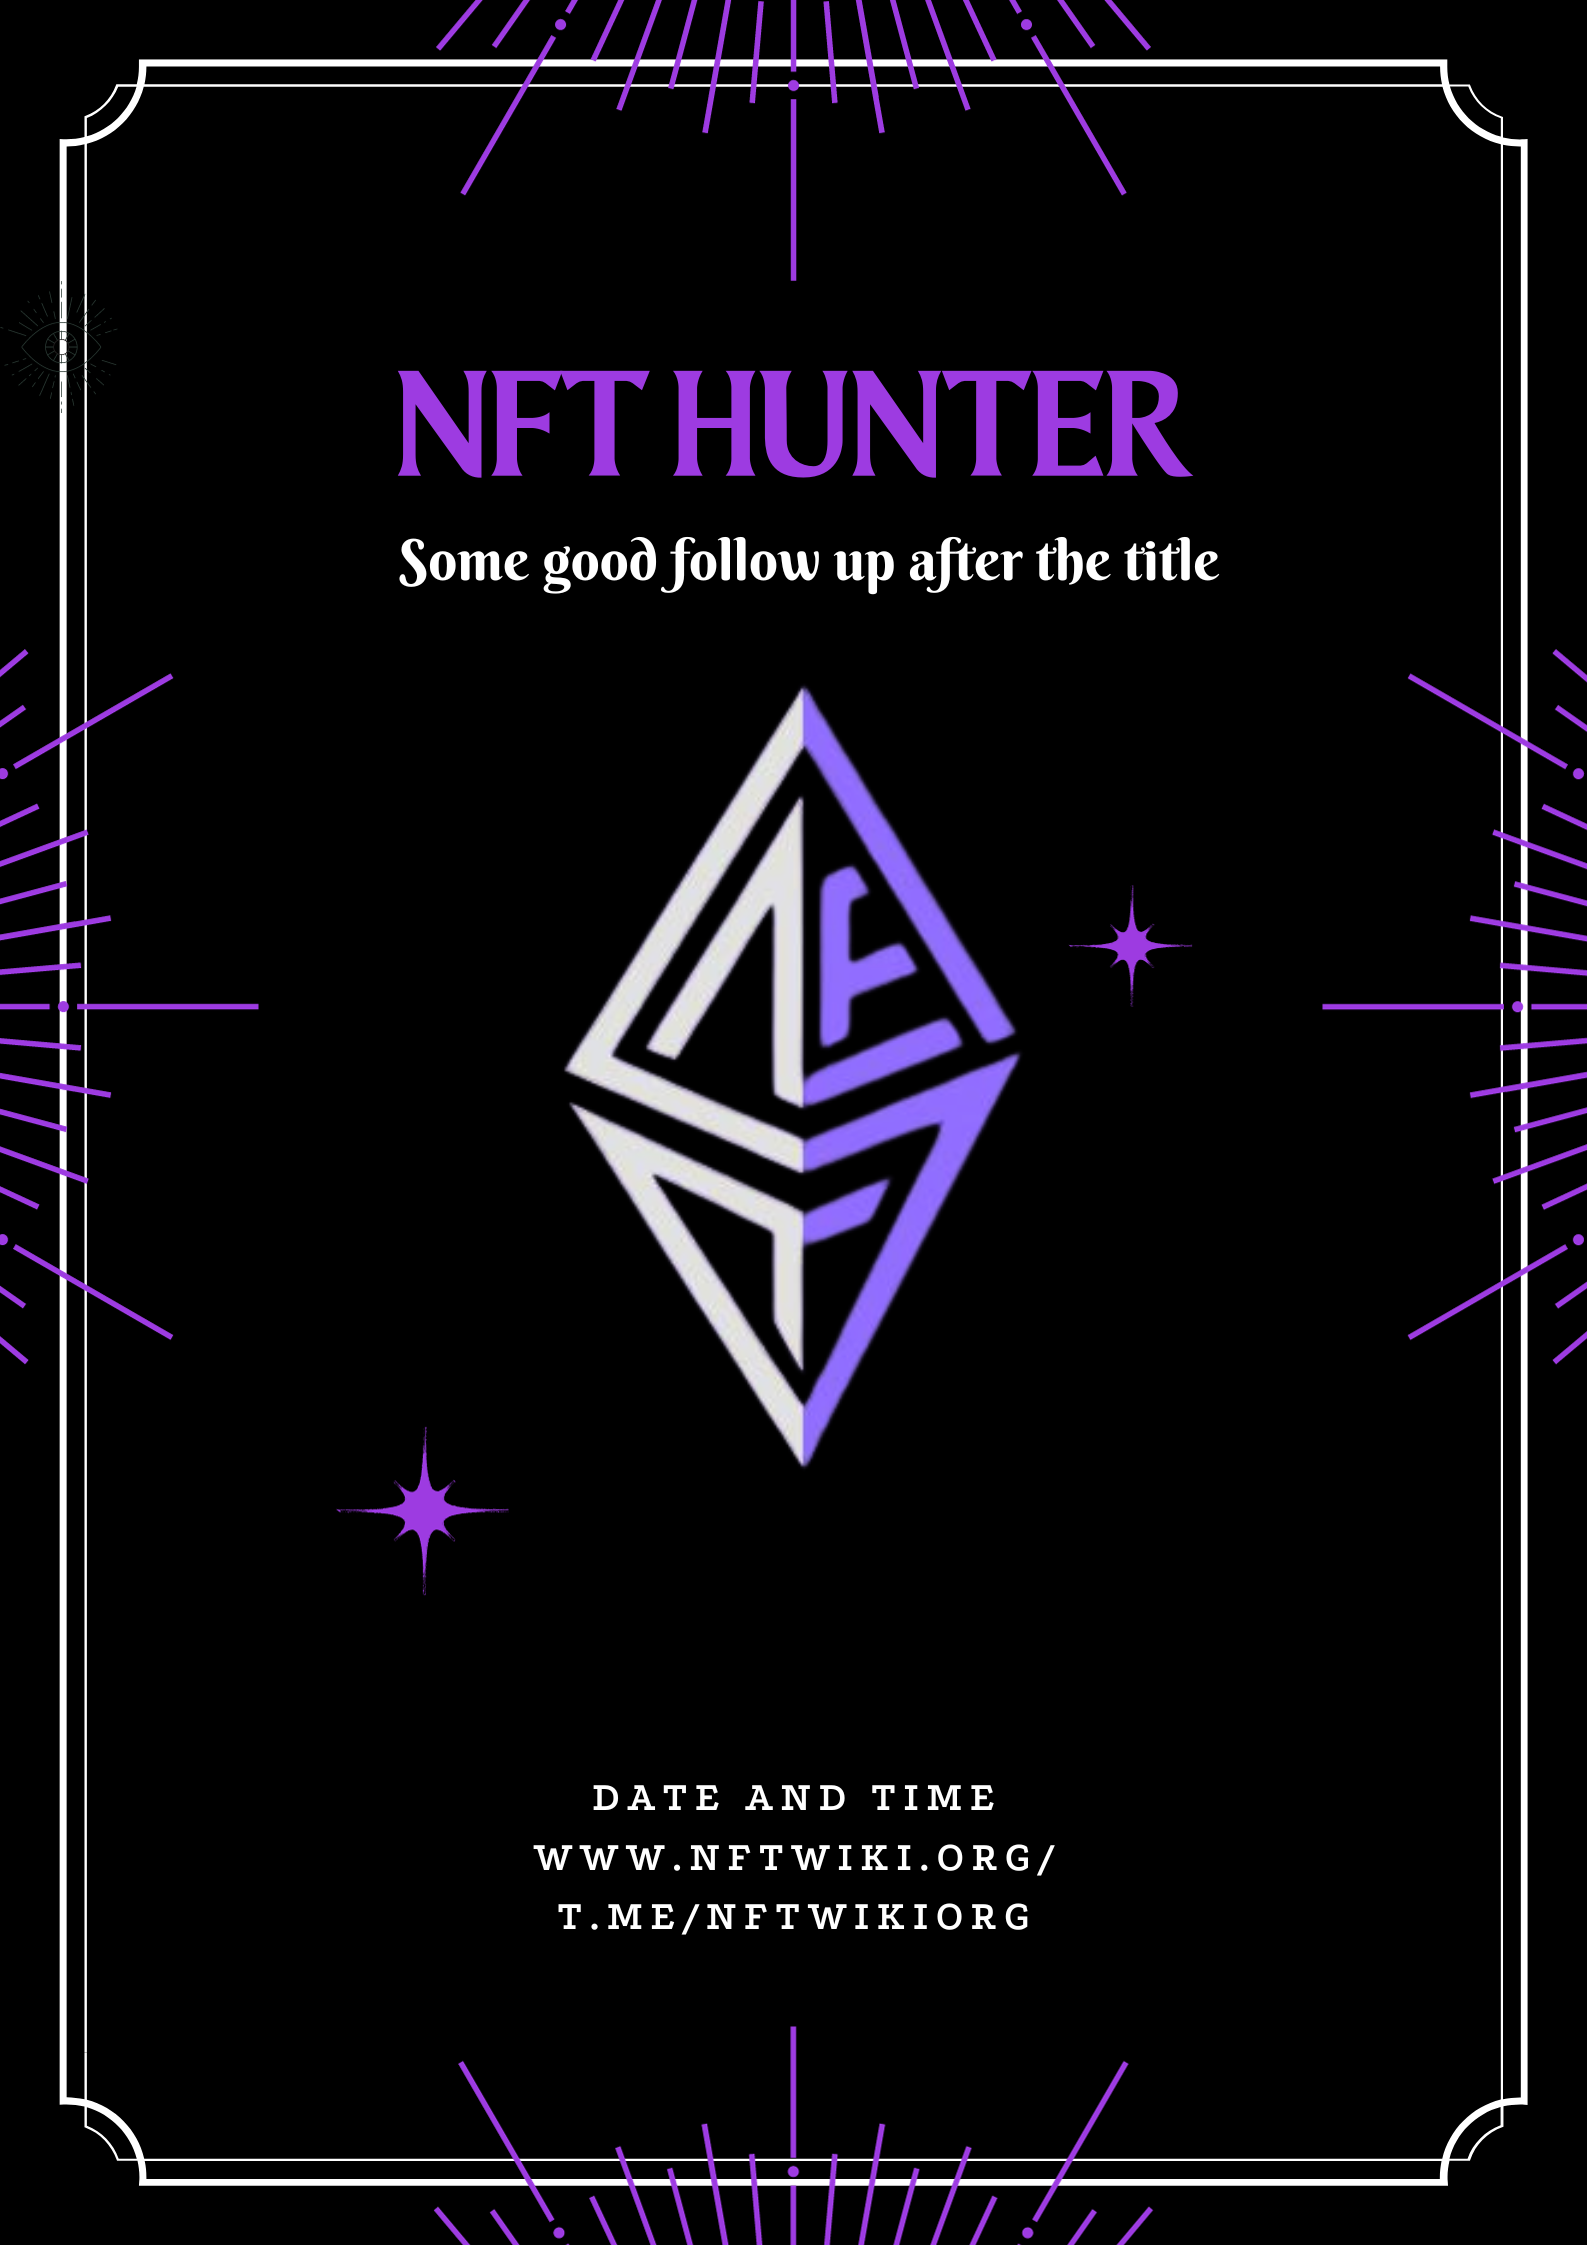 NFT HUNTER
Some good follow up after the title
DATE AND TIME
WWW.NFTWIKI.ORG/
T.ME/NFTWIKIORG